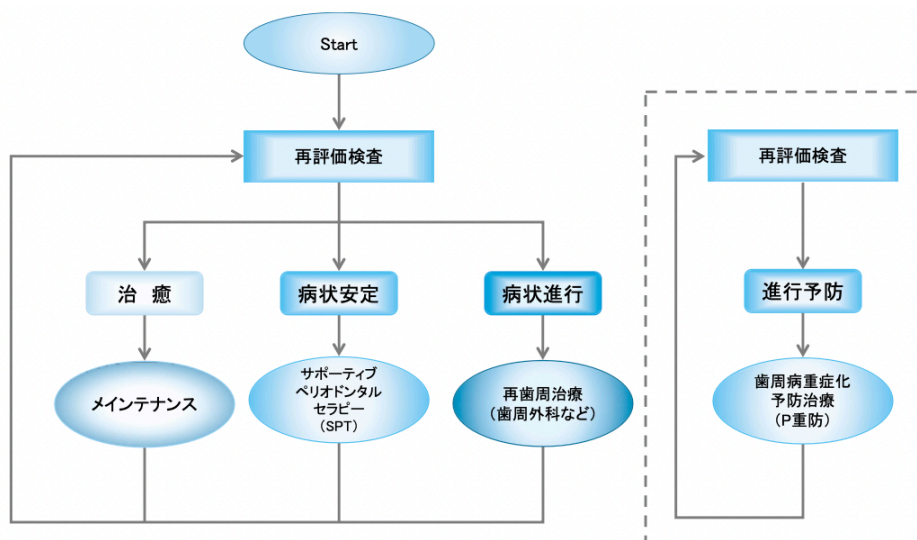 Start
再評価検査
治　癒
病状安定
病状進行
メインテナンス
サポーティブ
ペリオドンタル
セラピー
(SPT)
再歯周治療
(歯周外科など)
再評価検査
進行予防
歯周病重症化
予防治療
(P重防)